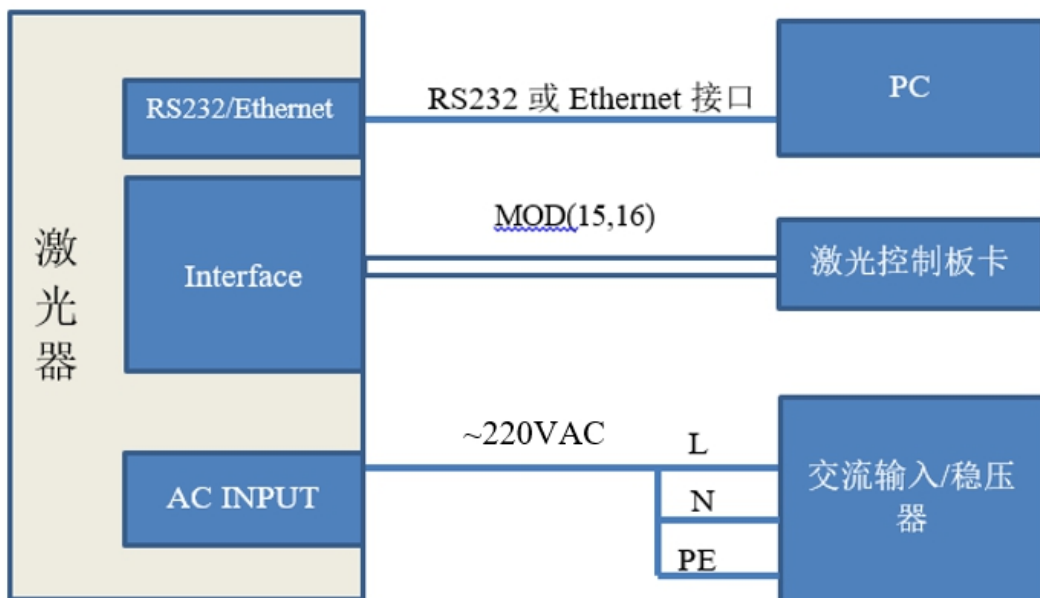 RS232/Ethernet
RS232 或 Ethernet 接口
PC
激
光
器
Interface
MOD(15,16)
激光控制板卡
AC INPUT
~220VAC
L
N
PE
交流输入/稳压
器